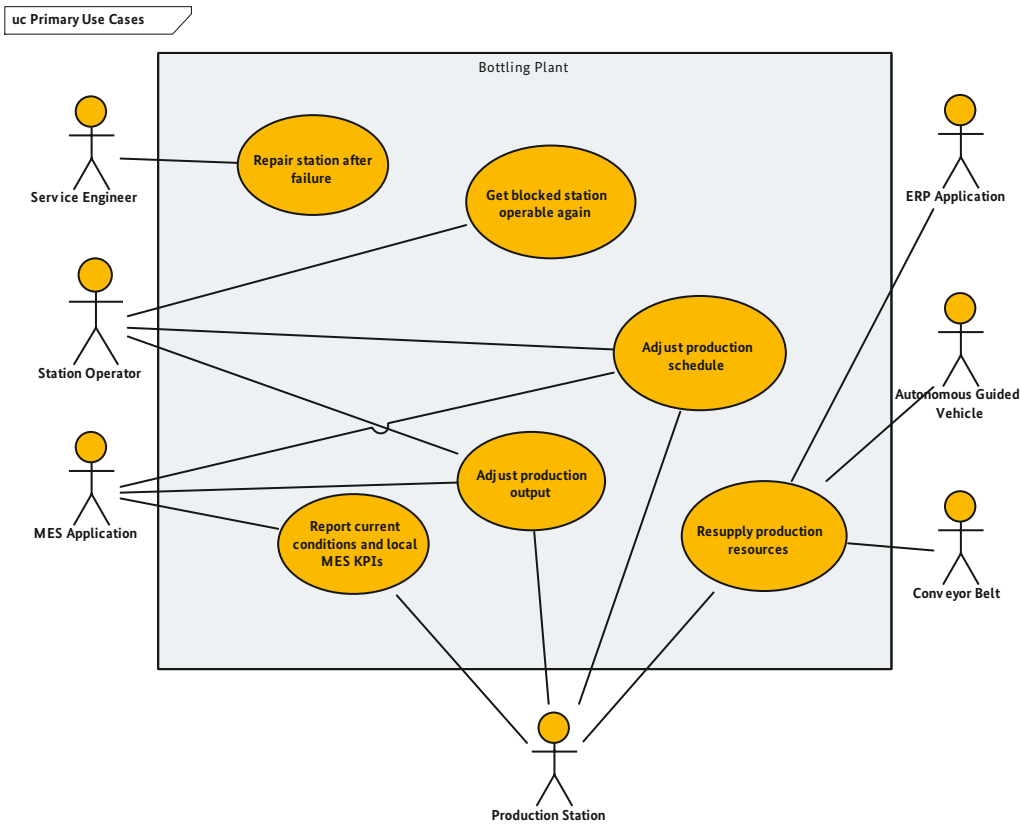 uc Primary Use Cases
Bottling Plant
Service Engineer
Repair station after
failure
Get blocked station
operable again
ERP Application
Station Operator
Adjust production
schedule
Autonomous Guided
Vehicle
MES Application
Adjust production
output
Report current
conditions and local
MES KPIs
Resupply production
resources
Conveyor Belt
Production Station